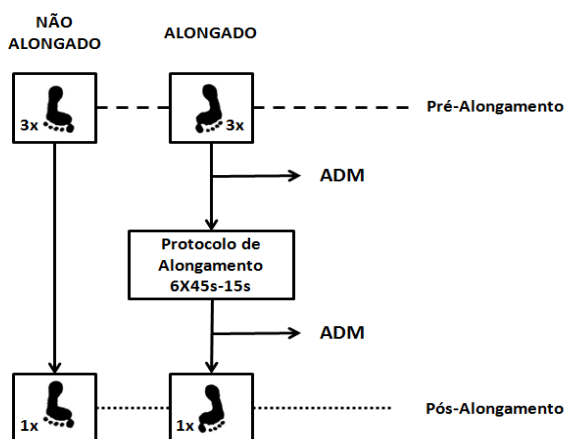 NÃO
ALONGADO
ALONGADO
3x
3x
Pré-Alongamento
ADM
Protocolo de
Alongamento
6X45s-15s
ADM
1x
1x
Pós-Alongamento